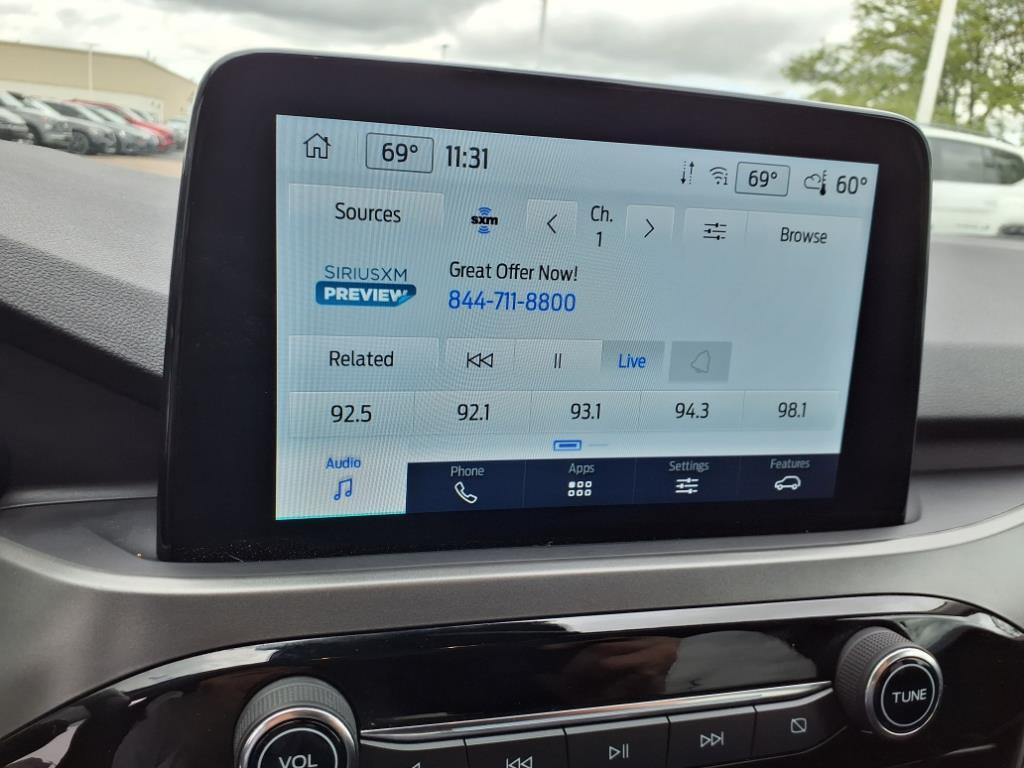 69° 11:31 69° 60°
Sources sxm Ch. 1 Browse
SIRIUSXM
PREVIEW
Great Offer Now!
844-711-8800
Related Live
92.5 92.1 93.1 94.3 98.1
Audio Phone Apps Settings Features
VOL TUNE